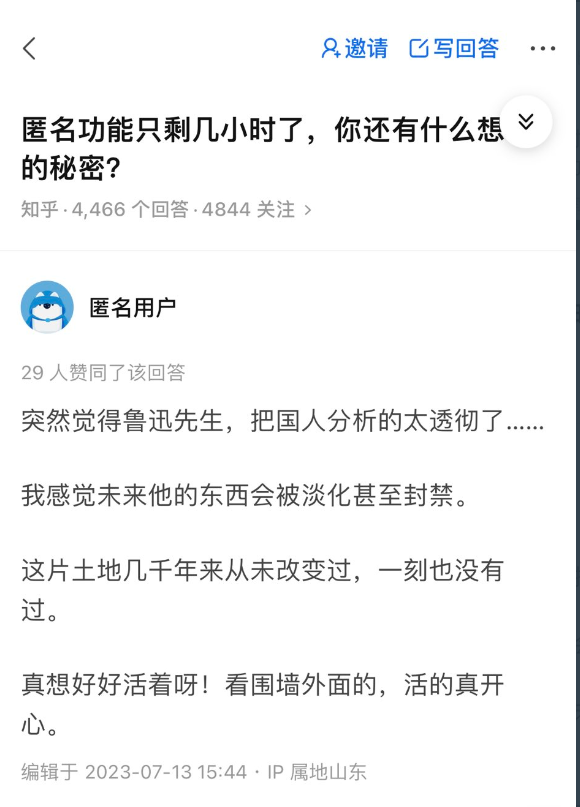 邀请 写回答
匿名功能只剩几小时了，你还有什么想
的秘密？
知乎 · 4,466 个回答 · 4844 关注
匿名用户
29 人赞同了该回答
突然觉得鲁迅先生，把国人分析的太透彻了……
我感觉未来他的东西会被淡化甚至封禁。
这片土地几千年来从未改变过，一刻也没有
过。
真想好好活着呀！看围墙外面的，活的真开
心。
编辑于 2023-07-13 15:44 · IP 属地山东